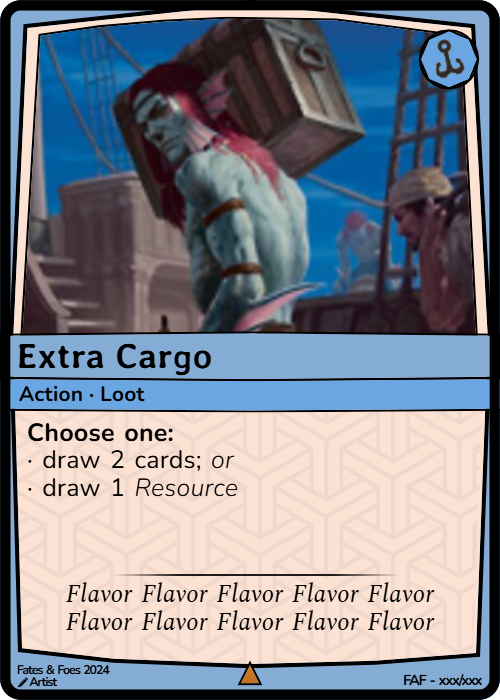 Extra Cargo
Action · Loot
Choose one:
· draw 2 cards; or
· draw 1 Resource
Flavor Flavor Flavor Flavor Flavor
Flavor Flavor Flavor Flavor Flavor
Fates & Foes 2024
Artist
FAF - xxx/xxx